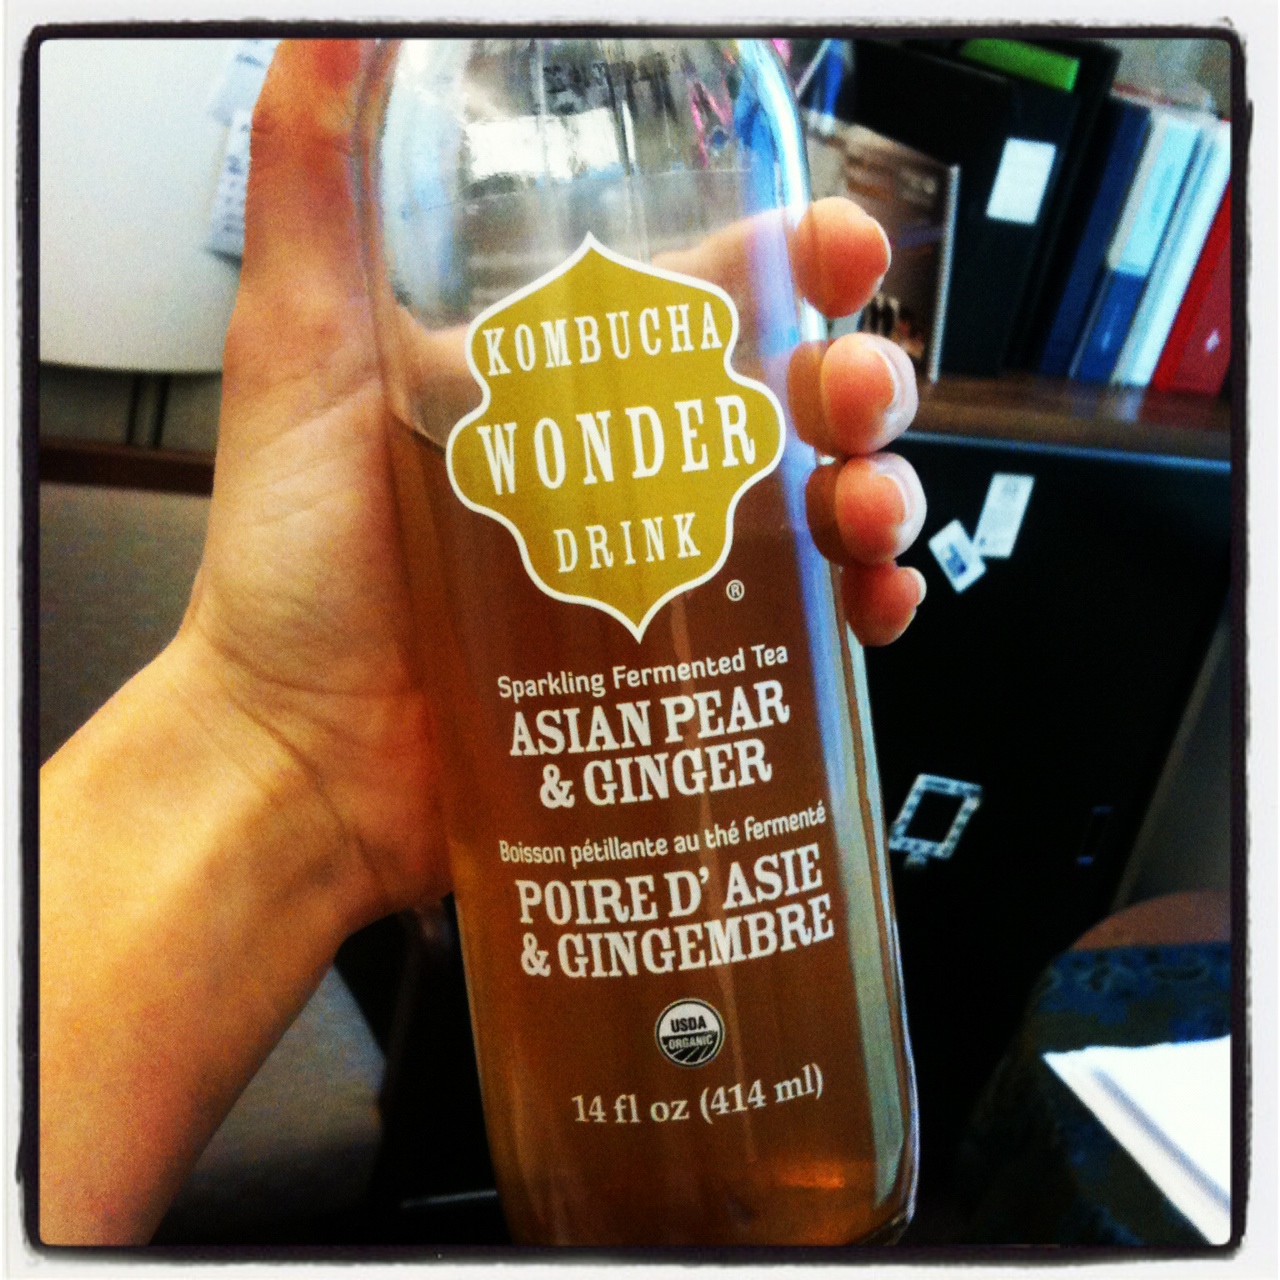 KOMBUCHA
WONDER
DRINK
®
Sparkling Fermented Tea
ASIAN PEAR
& GINGER
Boisson pétillante au thé fermenté
POIRE D' ASIE
& GINGEMBRE
USDA
ORGANIC
14 fl oz (414 ml)